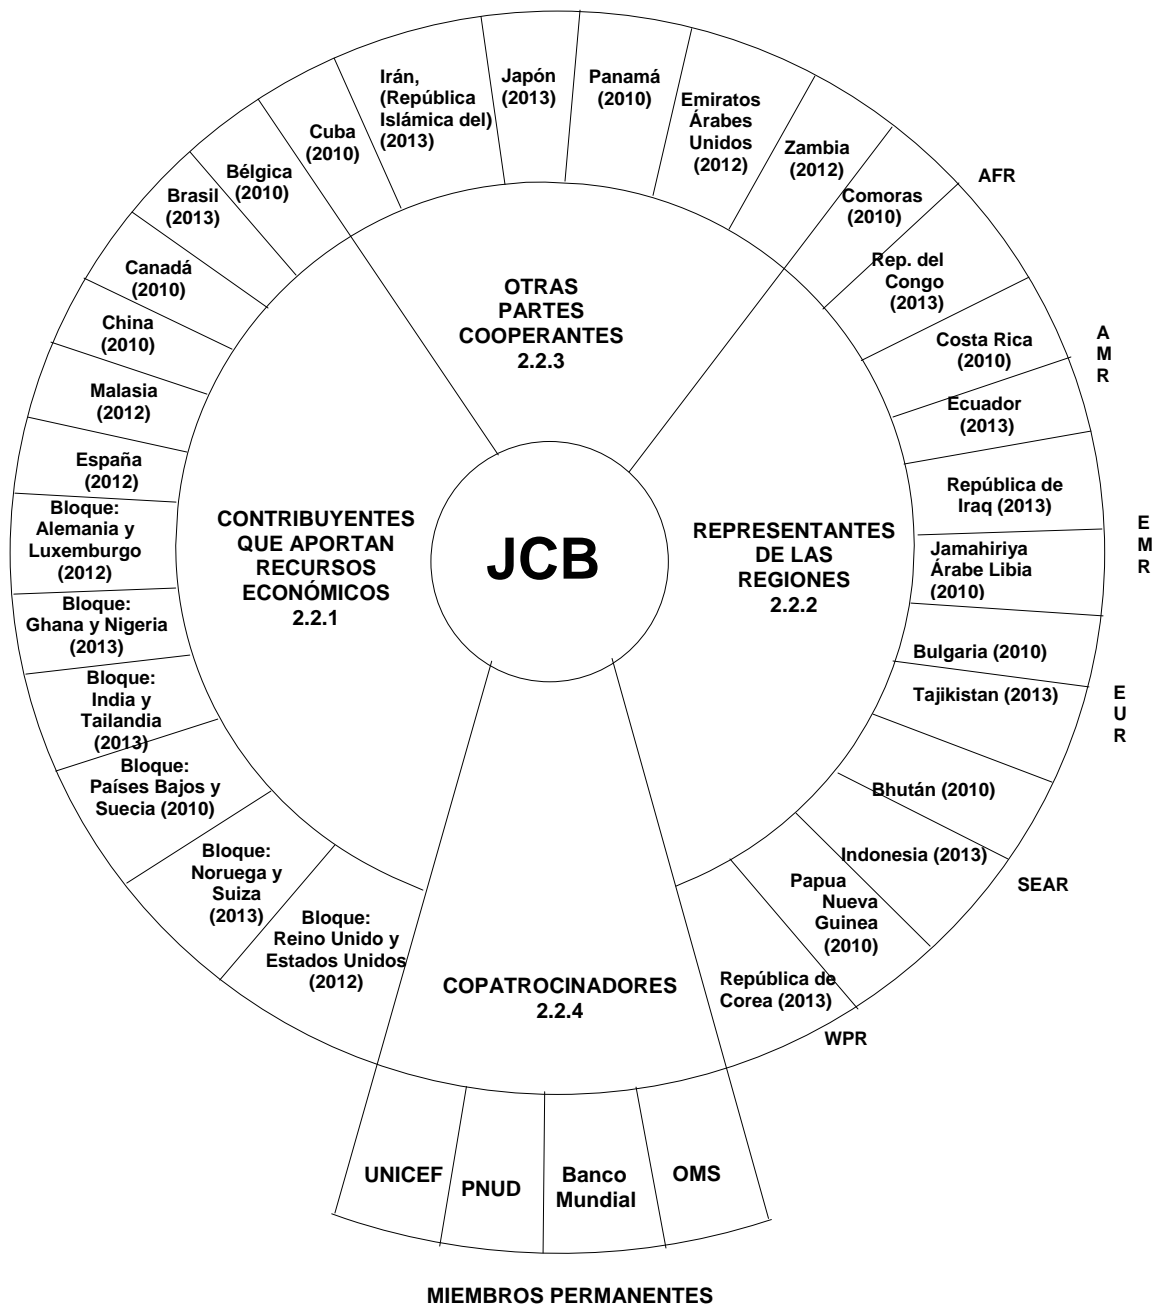 Irán,
(República
Islámica del)
(2013)
Japón
(2013)
Panamá
(2010)
Emiratos
Árabes
Unidos
(2012)
Zambia
(2012)
Comoras
(2010)
AFR
Rep. del
Congo
(2013)
Costa Rica
(2010)
A
M
R
Ecuador
(2013)
República de
Iraq (2013)
E
M
R
Jamahiriya
Árabe Libia
(2010)
Bulgaria (2010)
Tajikistan (2013)
E
U
R
Bhután (2010)
Indonesia (2013)
SEAR
Papua
Nueva
Guinea
(2010)
República de
Corea (2013)
WPR
Cuba
(2010)
Bélgica
(2010)
Brasil
(2013)
Canadá
(2010)
China
(2010)
Malasia
(2012)
España
(2012)
Bloque:
Alemania y
Luxemburgo
(2012)
Bloque:
Ghana y Nigeria
(2013)
Bloque:
India y
Tailandia
(2013)
Bloque:
Países Bajos y
Suecia (2010)
Bloque:
Noruega y
Suiza
(2013)
Bloque:
Reino Unido y
Estados Unidos
(2012)
OTRAS
PARTES
COOPERANTES
2.2.3
CONTRIBUYENTES
QUE APORTAN
RECURSOS
ECONÓMICOS
2.2.1
JCB
REPRESENTANTES
DE LAS
REGIONES
2.2.2
COPATROCINADORES
2.2.4
UNICEF
PNUD
Banco
Mundial
OMS
MIEMBROS PERMANENTES